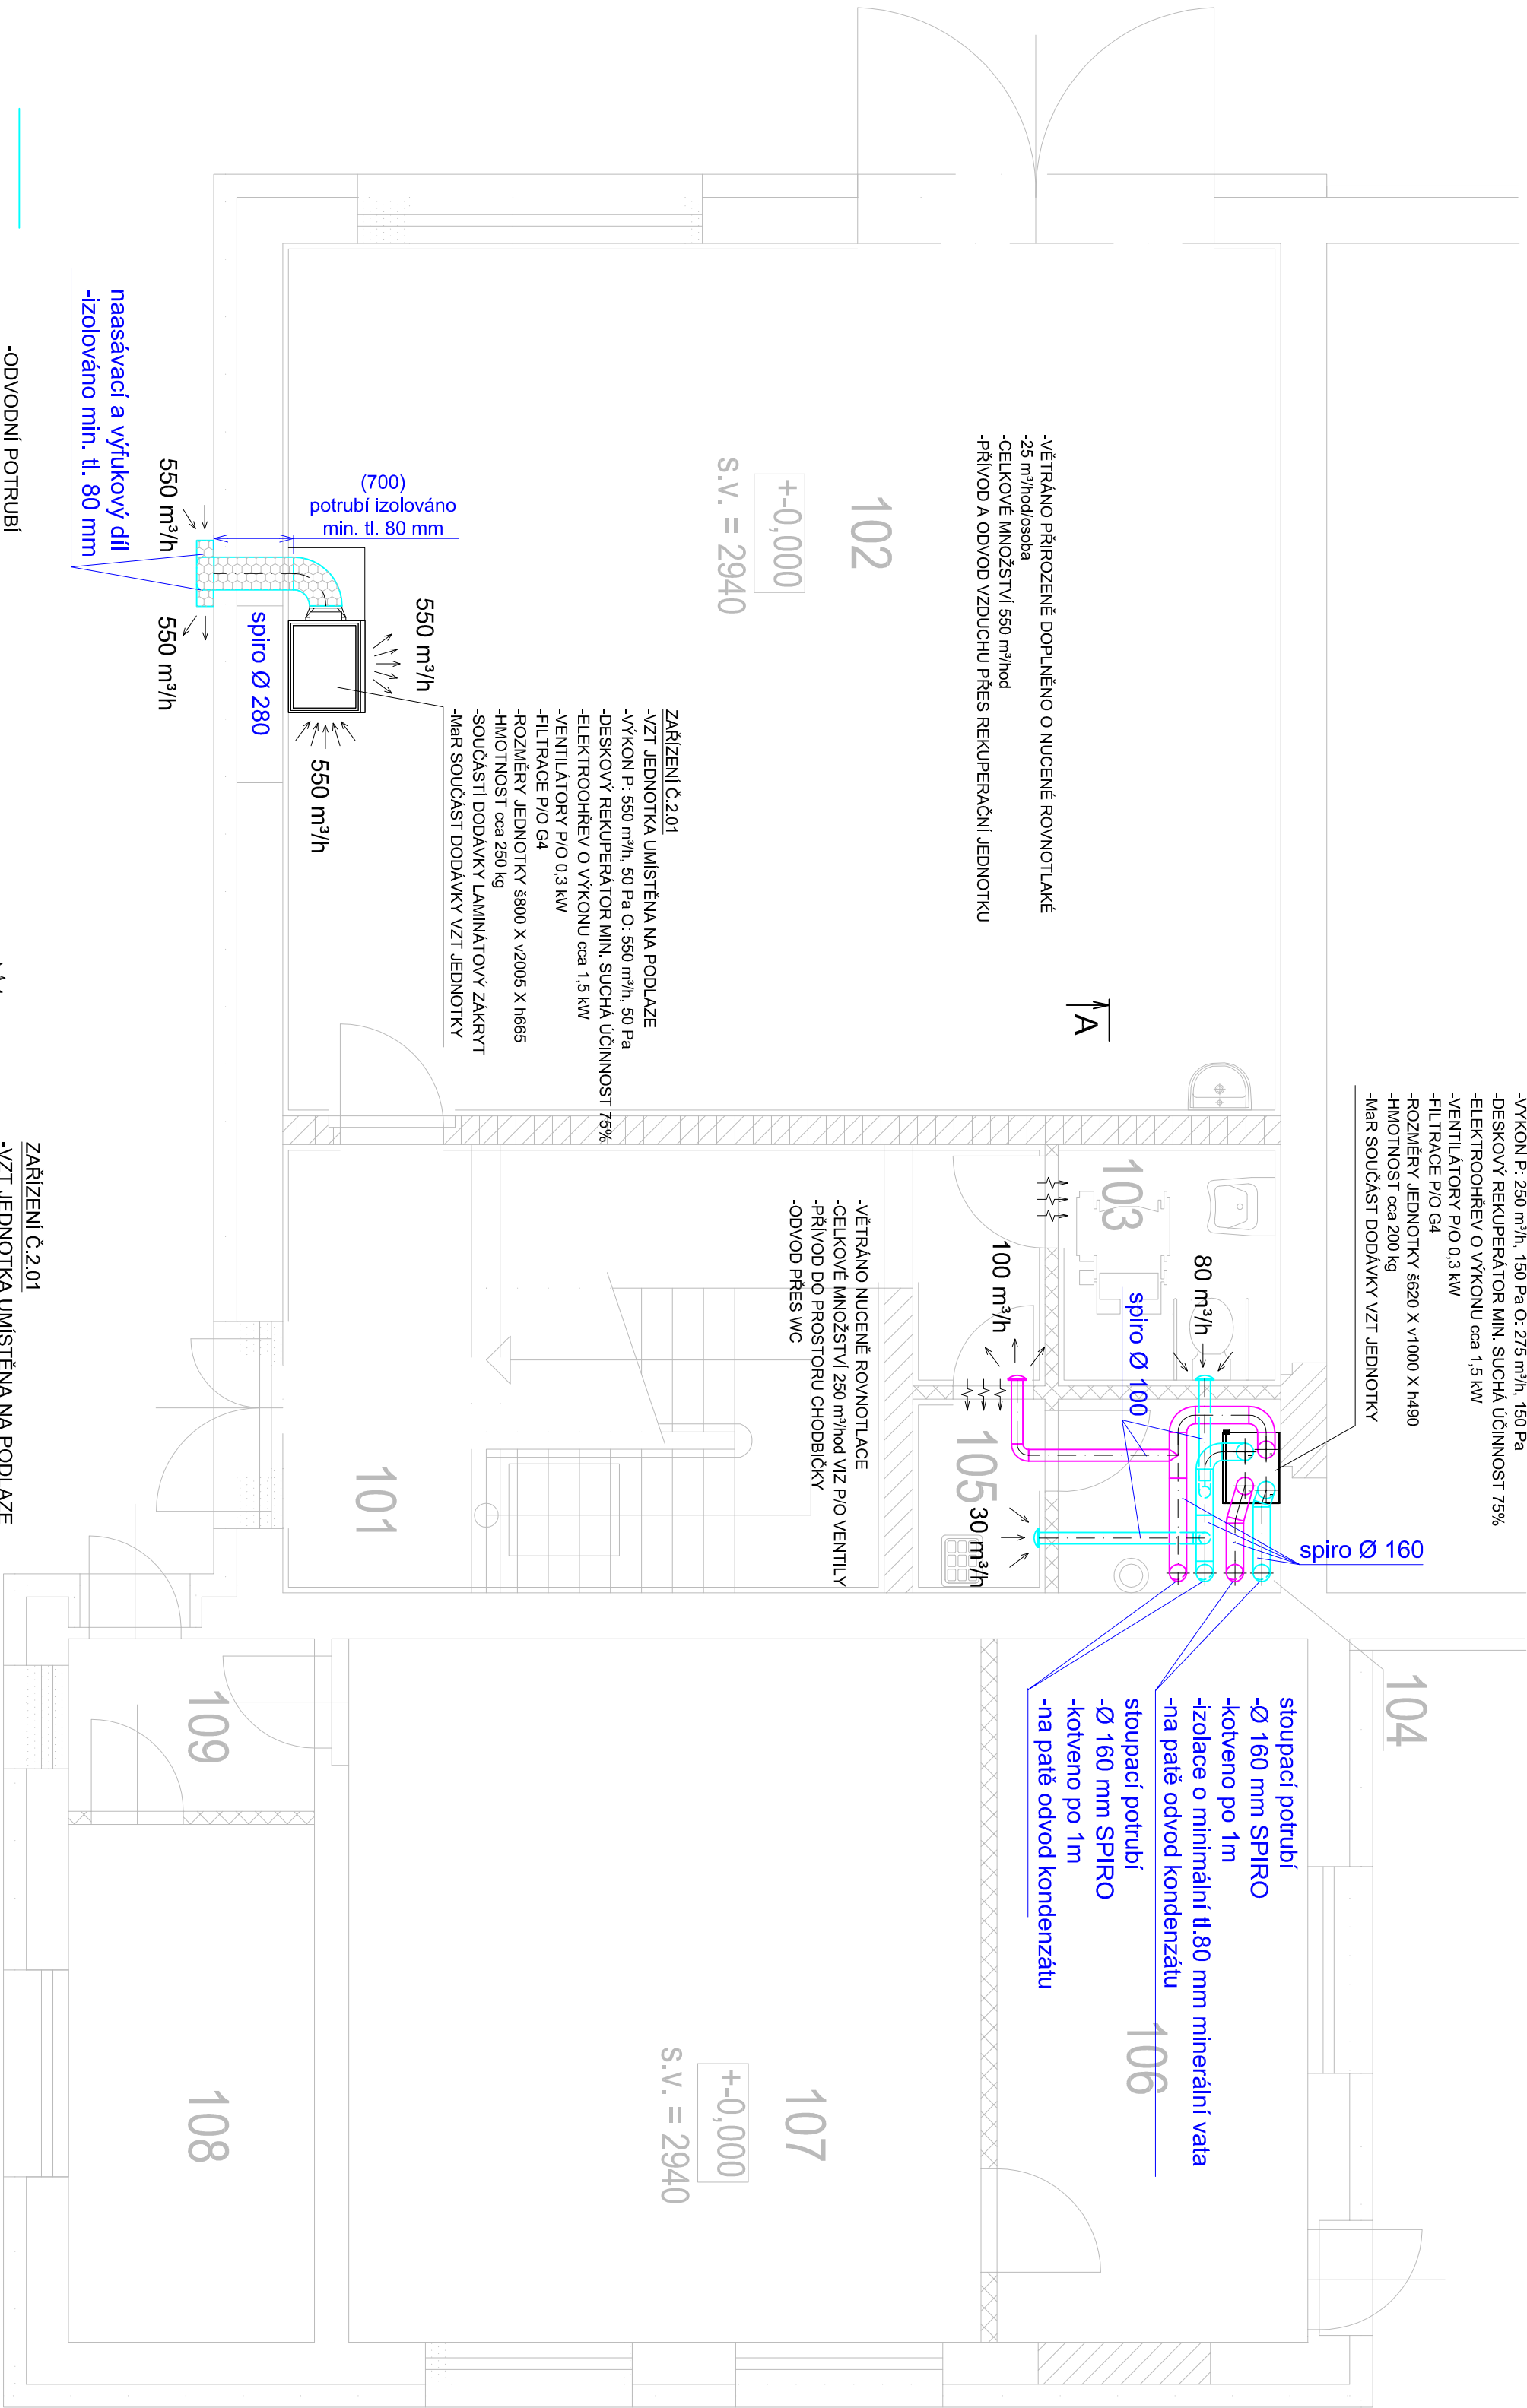 -VÝKON P: 250 m³/h, 150 Pa O: 275 m³/h, 150 Pa
-DESKOVÝ REKUPERÁTOR MIN. SUCHÁ ÚČINNOST 75%
-ELEKTROOHŘEV O VÝKONU cca 1,5 kW
-VENTILÁTORY P/O 0,3 kW
-FILTRACE P/O G4
-ROZMĚRY JEDNOTKY š620 X v1000 X h490
-HMOTNOST cca 200 kg
-MaR SOUČÁST DODÁVKY VZT JEDNOTKY
spiro Ø 160
104
stoupací potrubí
-Ø 160 mm SPIRO
-kotveno po 1m
-izolace o minimální tl.80 mm minerální vata
-na patě odvod kondenzátu
stoupací potrubí
-Ø 160 mm SPIRO
-kotveno po 1m
-na patě odvod kondenzátu
106
-VĚTRÁNO PŘIROZENĚ DOPLNĚNO O NUCENÉ ROVNOTLAKÉ
-25 m³/hod/osoba
-CELKOVÉ MNOŽSTVÍ 550 m³/hod
-PŘÍVOD A ODVOD VZDUCHU PŘES REKUPERAČNÍ JEDNOTKU
A
103
80 m³/h
spiro Ø 100
100 m³/h
105
30 m³/h
102
+-0,000
s.v. = 2940
-VĚTRÁNO NUCENĚ ROVNOTLACE
-CELKOVÉ MNOŽSTVÍ 250 m³/hod VIZ P/O VENTILY
-PŘÍVOD DO PROSTORU CHODBIČKY
-ODVOD PŘES WC
107
+-0,000
s.v. = 2940
ZAŘÍZENÍ Č.2.01
-VZT JEDNOTKA UMÍSTĚNA NA PODLAZE
-VÝKON P: 550 m³/h, 50 Pa O: 550 m³/h, 50 Pa
-DESKOVÝ REKUPERÁTOR MIN. SUCHÁ ÚČINNOST 75%
-ELEKTROOHŘEV O VÝKONU cca 1,5 kW
-VENTILÁTORY P/O 0,3 kW
-FILTRACE P/O G4
-ROZMĚRY JEDNOTKY š800 X v2005 X h665
-HMOTNOST cca 250 kg
-SOUČÁSTÍ DODÁVKY LAMINÁTOVÝ ZÁKRYT
-MaR SOUČÁST DODÁVKY VZT JEDNOTKY
(700)
potrubí izolováno
min. tl. 80 mm
550 m³/h
550 m³/h
101
spiro Ø 280
550 m³/h
550 m³/h
109
108
naasávací a výfukový díl
-izolováno min. tl. 80 mm
-ODVODNÍ POTRUBÍ
ZAŘÍZENÍ Č.2.01
-VZT JEDNOTKA UMÍSTĚNA NA PODLAZE